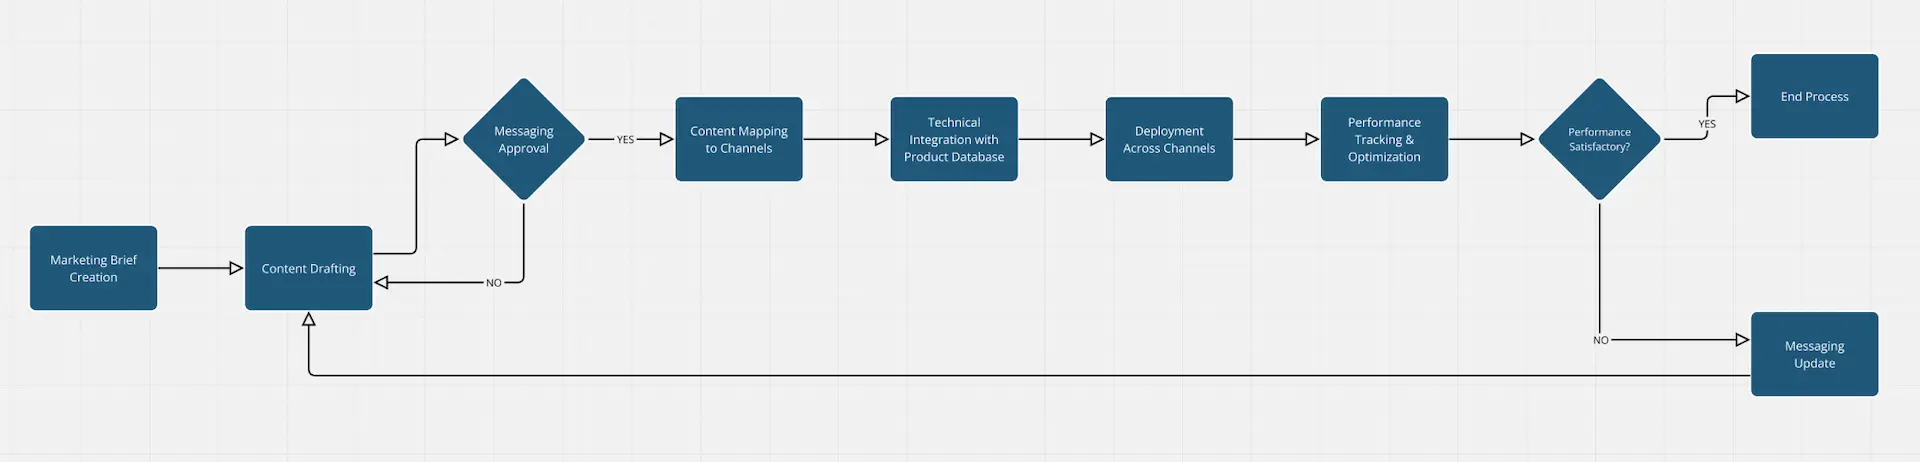 Marketing Brief
Creation
Content Drafting
Messaging
Approval
NO
YES
Content Mapping
to Channels
Technical
Integration with
Product Database
Deployment
Across Channels
Performance
Tracking &
Optimization
Performance
Satisfactory?
YES
End Process
NO
Messaging
Update